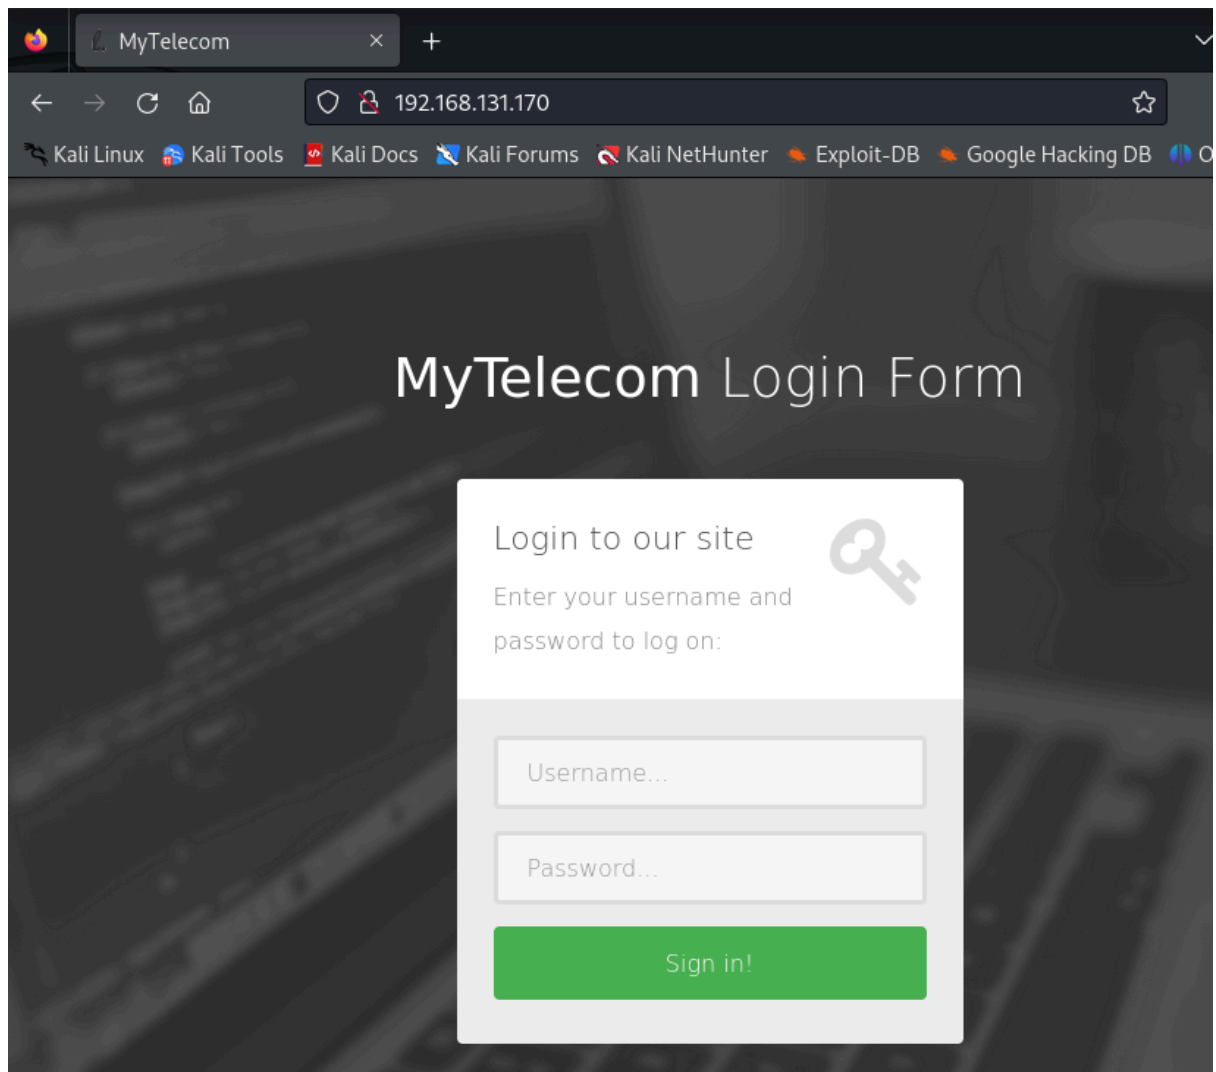 MyTelecom
192.168.131.170
Kali Linux Kali Tools Kali Docs Kali Forums Kali NetHunter Exploit-DB Google Hacking DB O
MyTelecom Login Form
Login to our site
Enter your username and
password to log on:
Username...
Password...
Sign in!